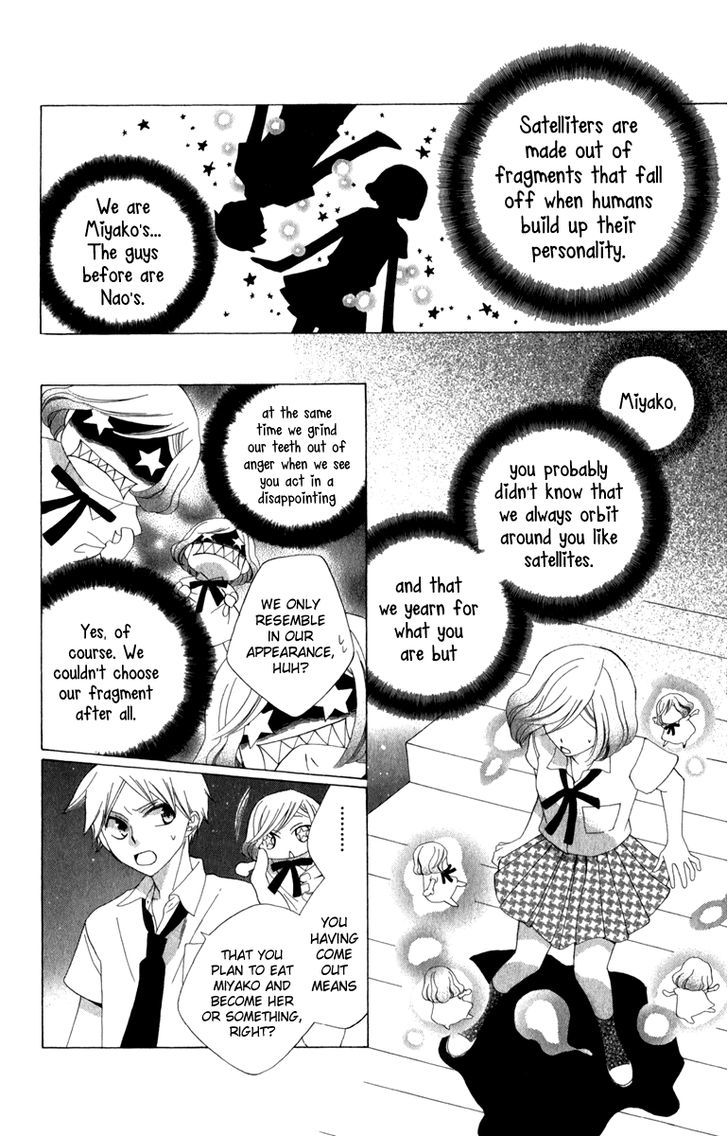 Satelliters are
made out of
fragments that fall
off when humans
build up their
personality.
We are
Miyako's...
The guys
before are
Nao's.
Miyako,
you probably
didn't know that
we always orbit
around you like
satellites.
and that
we yearn for
what you
are but
at the same
time we grind
our teeth out of
anger when we see
you act in a
disappointing
WE ONLY
RESEMBLE
IN OUR
APPEARANCE,
HUH?
Yes, of
course. We
couldn't choose
our fragment
after all.
.........
YOU
HAVING
COME
OUT
MEANS
THAT YOU
PLAN TO EAT
MIYAKO AND
BECOME HER
OR SOMETHING,
RIGHT?